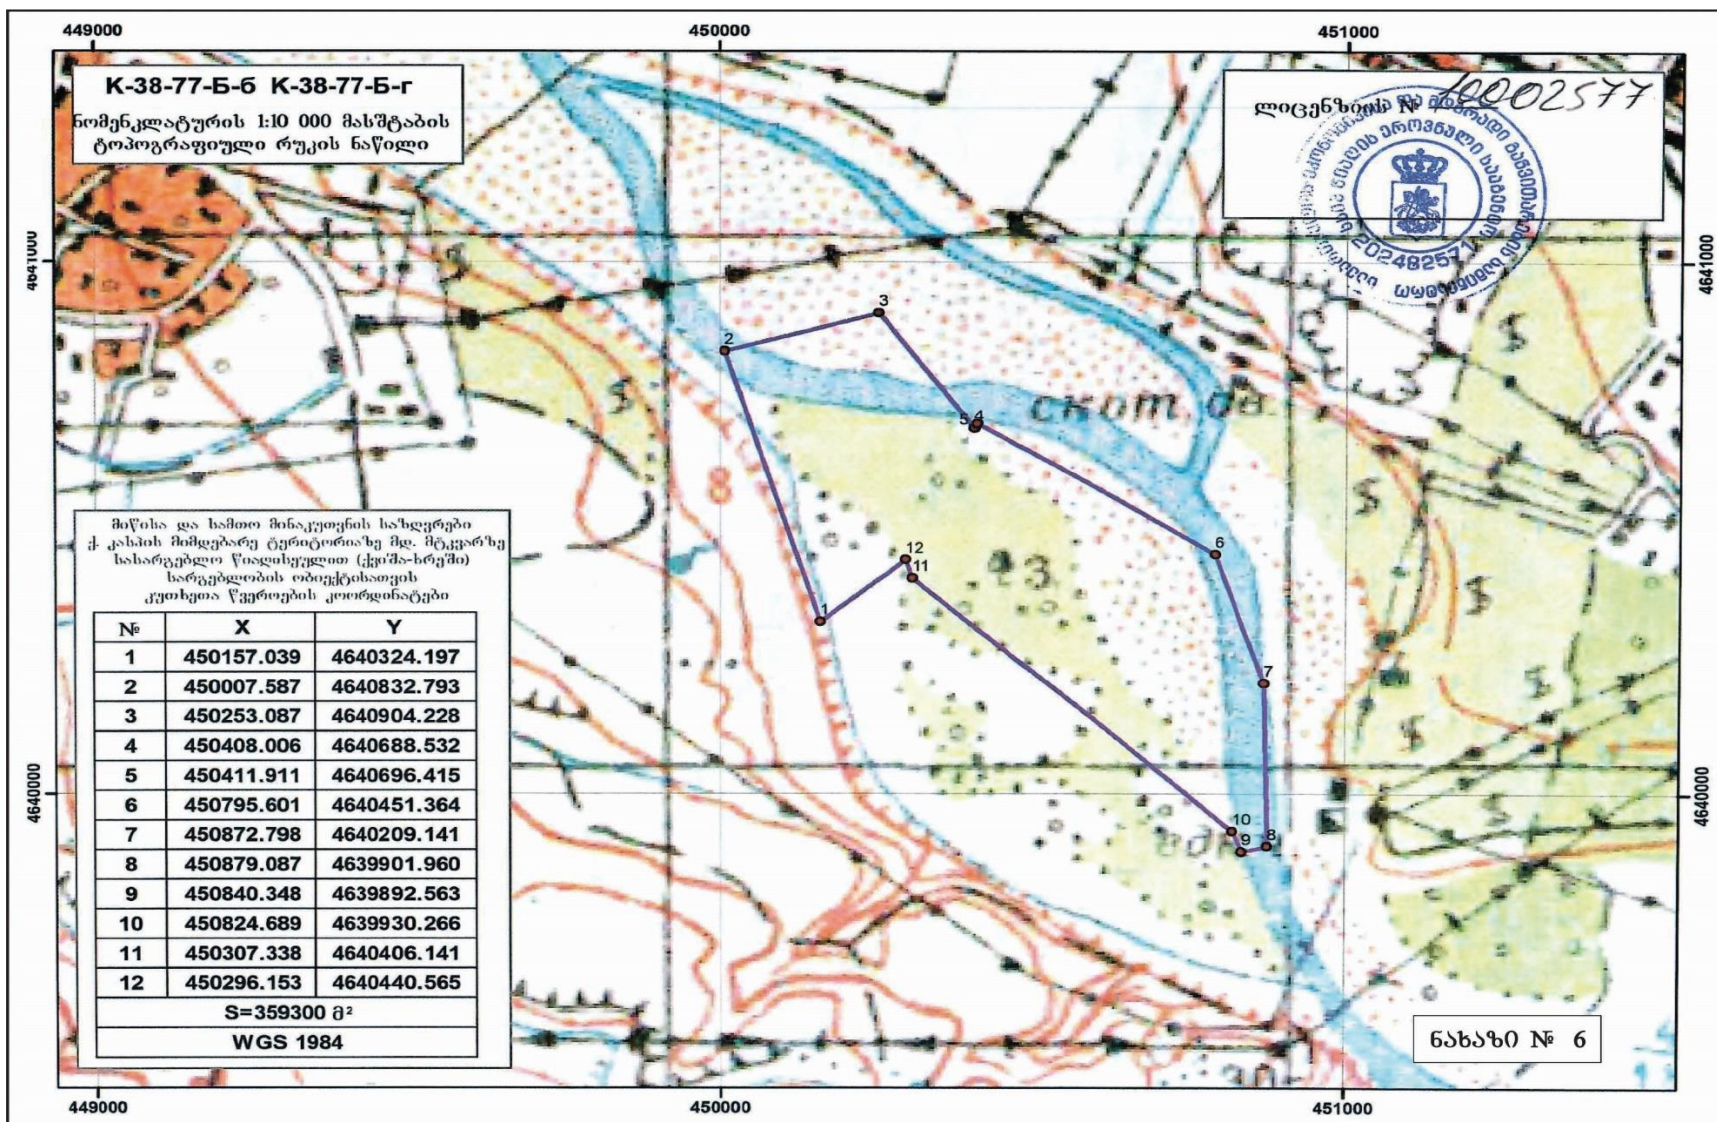 449000
450000
451000
К-38-77-Б-б К-38-77-Б-г
ნომენკლატურის 1:10 000 მასშტაბის
ტოპოგრაფიული რუკის ნაწილი
ლიცენზიის № 10002577
202482571
4641000
4641000
3
2
скот. дв.
5 4
8
43
6
12
11
1
7
მიწისა და სამთო მინაკუთვნის საზღვრები
ქ. კასპის მიმდებარე ტერიტორიაზე მდ. მტკვარზე
სასარგებლო წიაღისეულით (ქვიშა-ხრეში)
სარგებლობის ობიექტისათვის
კუთხეთა წვეროების კოორდინატები
№ X Y
1 450157.039 4640324.197
2 450007.587 4640832.793
3 450253.087 4640904.228
4 450408.006 4640688.532
5 450411.911 4640696.415
6 450795.601 4640451.364
7 450872.798 4640209.141
8 450879.087 4639901.960
9 450840.348 4639892.563
10 450824.689 4639930.266
11 450307.338 4640406.141
12 450296.153 4640440.565
S=359300 მ²
WGS 1984
4640000
4640000
10
9 8
ნახაზი № 6
449000
450000
451000